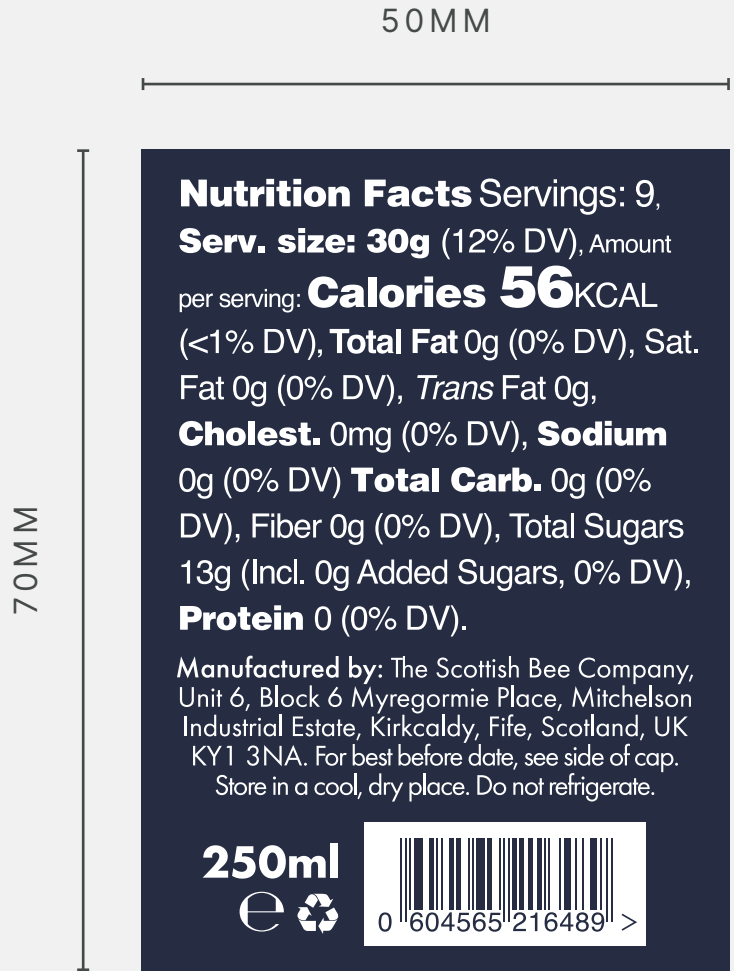 50MM
70MM
Nutrition Facts Servings: 9,
Serv. size: 30g (12% DV), Amount
per serving: Calories 56KCAL
(<1% DV), Total Fat 0g (0% DV), Sat.
Fat 0g (0% DV), Trans Fat 0g,
Cholest. 0mg (0% DV), Sodium
0g (0% DV) Total Carb. 0g (0%
DV), Fiber 0g (0% DV), Total Sugars
13g (Incl. 0g Added Sugars, 0% DV),
Protein 0 (0% DV).
Manufactured by: The Scottish Bee Company,
Unit 6, Block 6 Myregormie Place, Mitchelson
Industrial Estate, Kirkcaldy, Fife, Scotland, UK
KY1 3NA. For best before date, see side of cap.
Store in a cool, dry place. Do not refrigerate.
250ml
℮
0 604565 216489 >